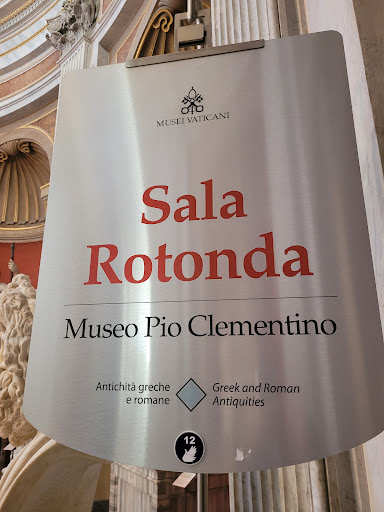 MUSEI VATICANI
Sala
Rotonda
Museo Pio Clementino
Antichità greche
e romane
Greek and Roman
Antiquities
12